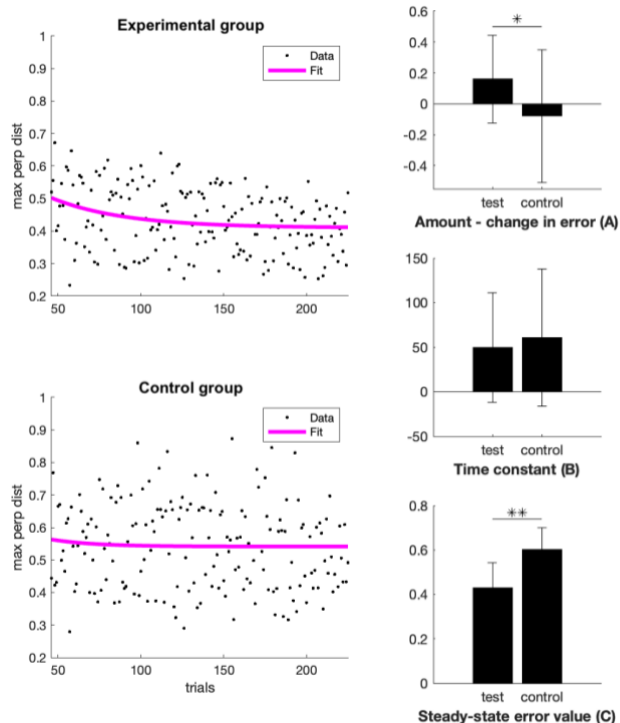 Experimental group
1
0.9
0.8
0.7
0.6
0.5
0.4
0.3
0.2
max perp dist
Data
Fit
50
100
150
200
Control group
1
0.9
0.8
0.7
0.6
0.5
0.4
0.3
0.2
max perp dist
Data
Fit
50
100
150
200
trials
0.6
0.4
0.2
0
-0.2
-0.4
*
test control
Amount - change in error (A)
150
100
50
0
-50
test control
Time constant (B)
0.8
0.6
0.4
0.2
0
**
test control
Steady-state error value (C)